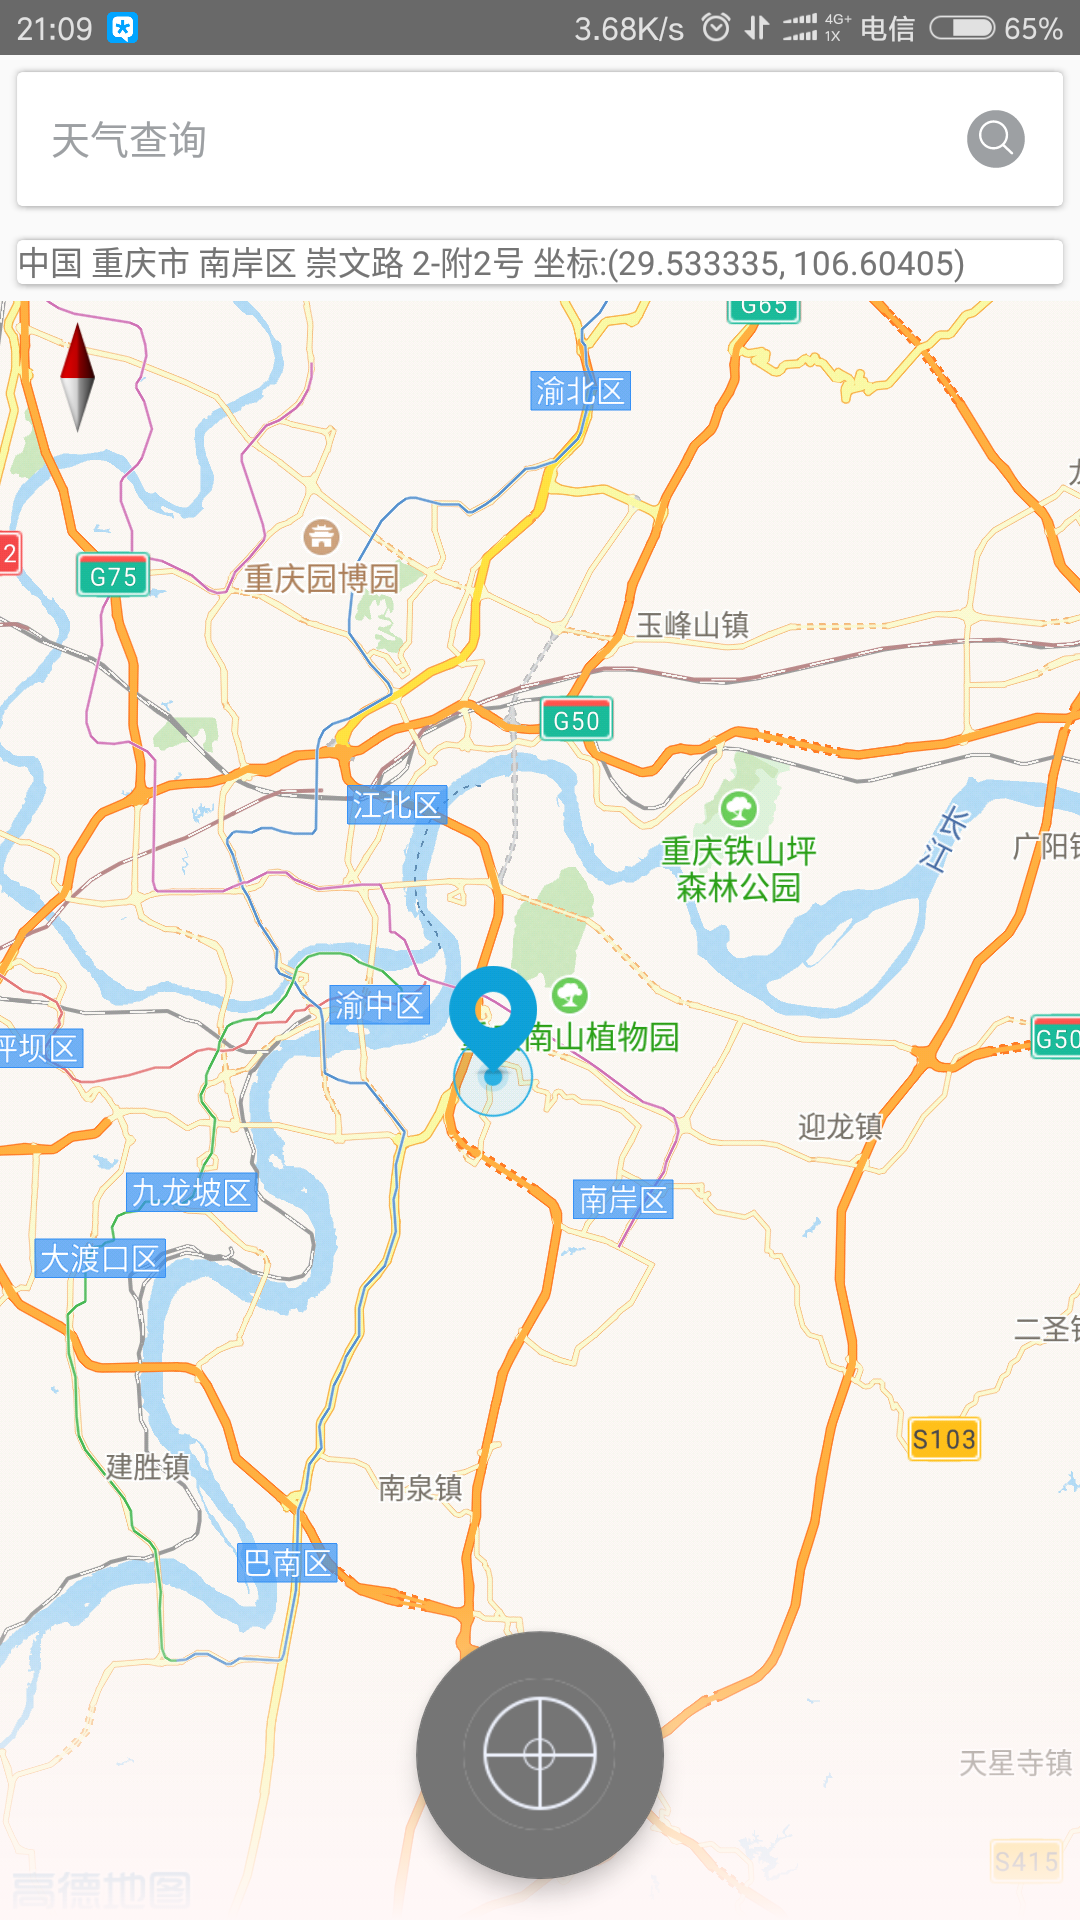 21:09 3.68K/s 4G+ 1X 电信 65%
天气查询
中国 重庆市 南岸区 崇文路 2-附2号 坐标:(29.533335, 106.60405)
G65
渝北区
2
G75
重庆园博园
玉峰山镇
G50
江北区
重庆铁山坪
森林公园
长江
广阳
渝中区
南山植物园
坪坝区
G50
迎龙镇
九龙坡区
南岸区
大渡口区
二圣
S103
建胜镇
南泉镇
巴南区
天星寺镇
S415
高德地图